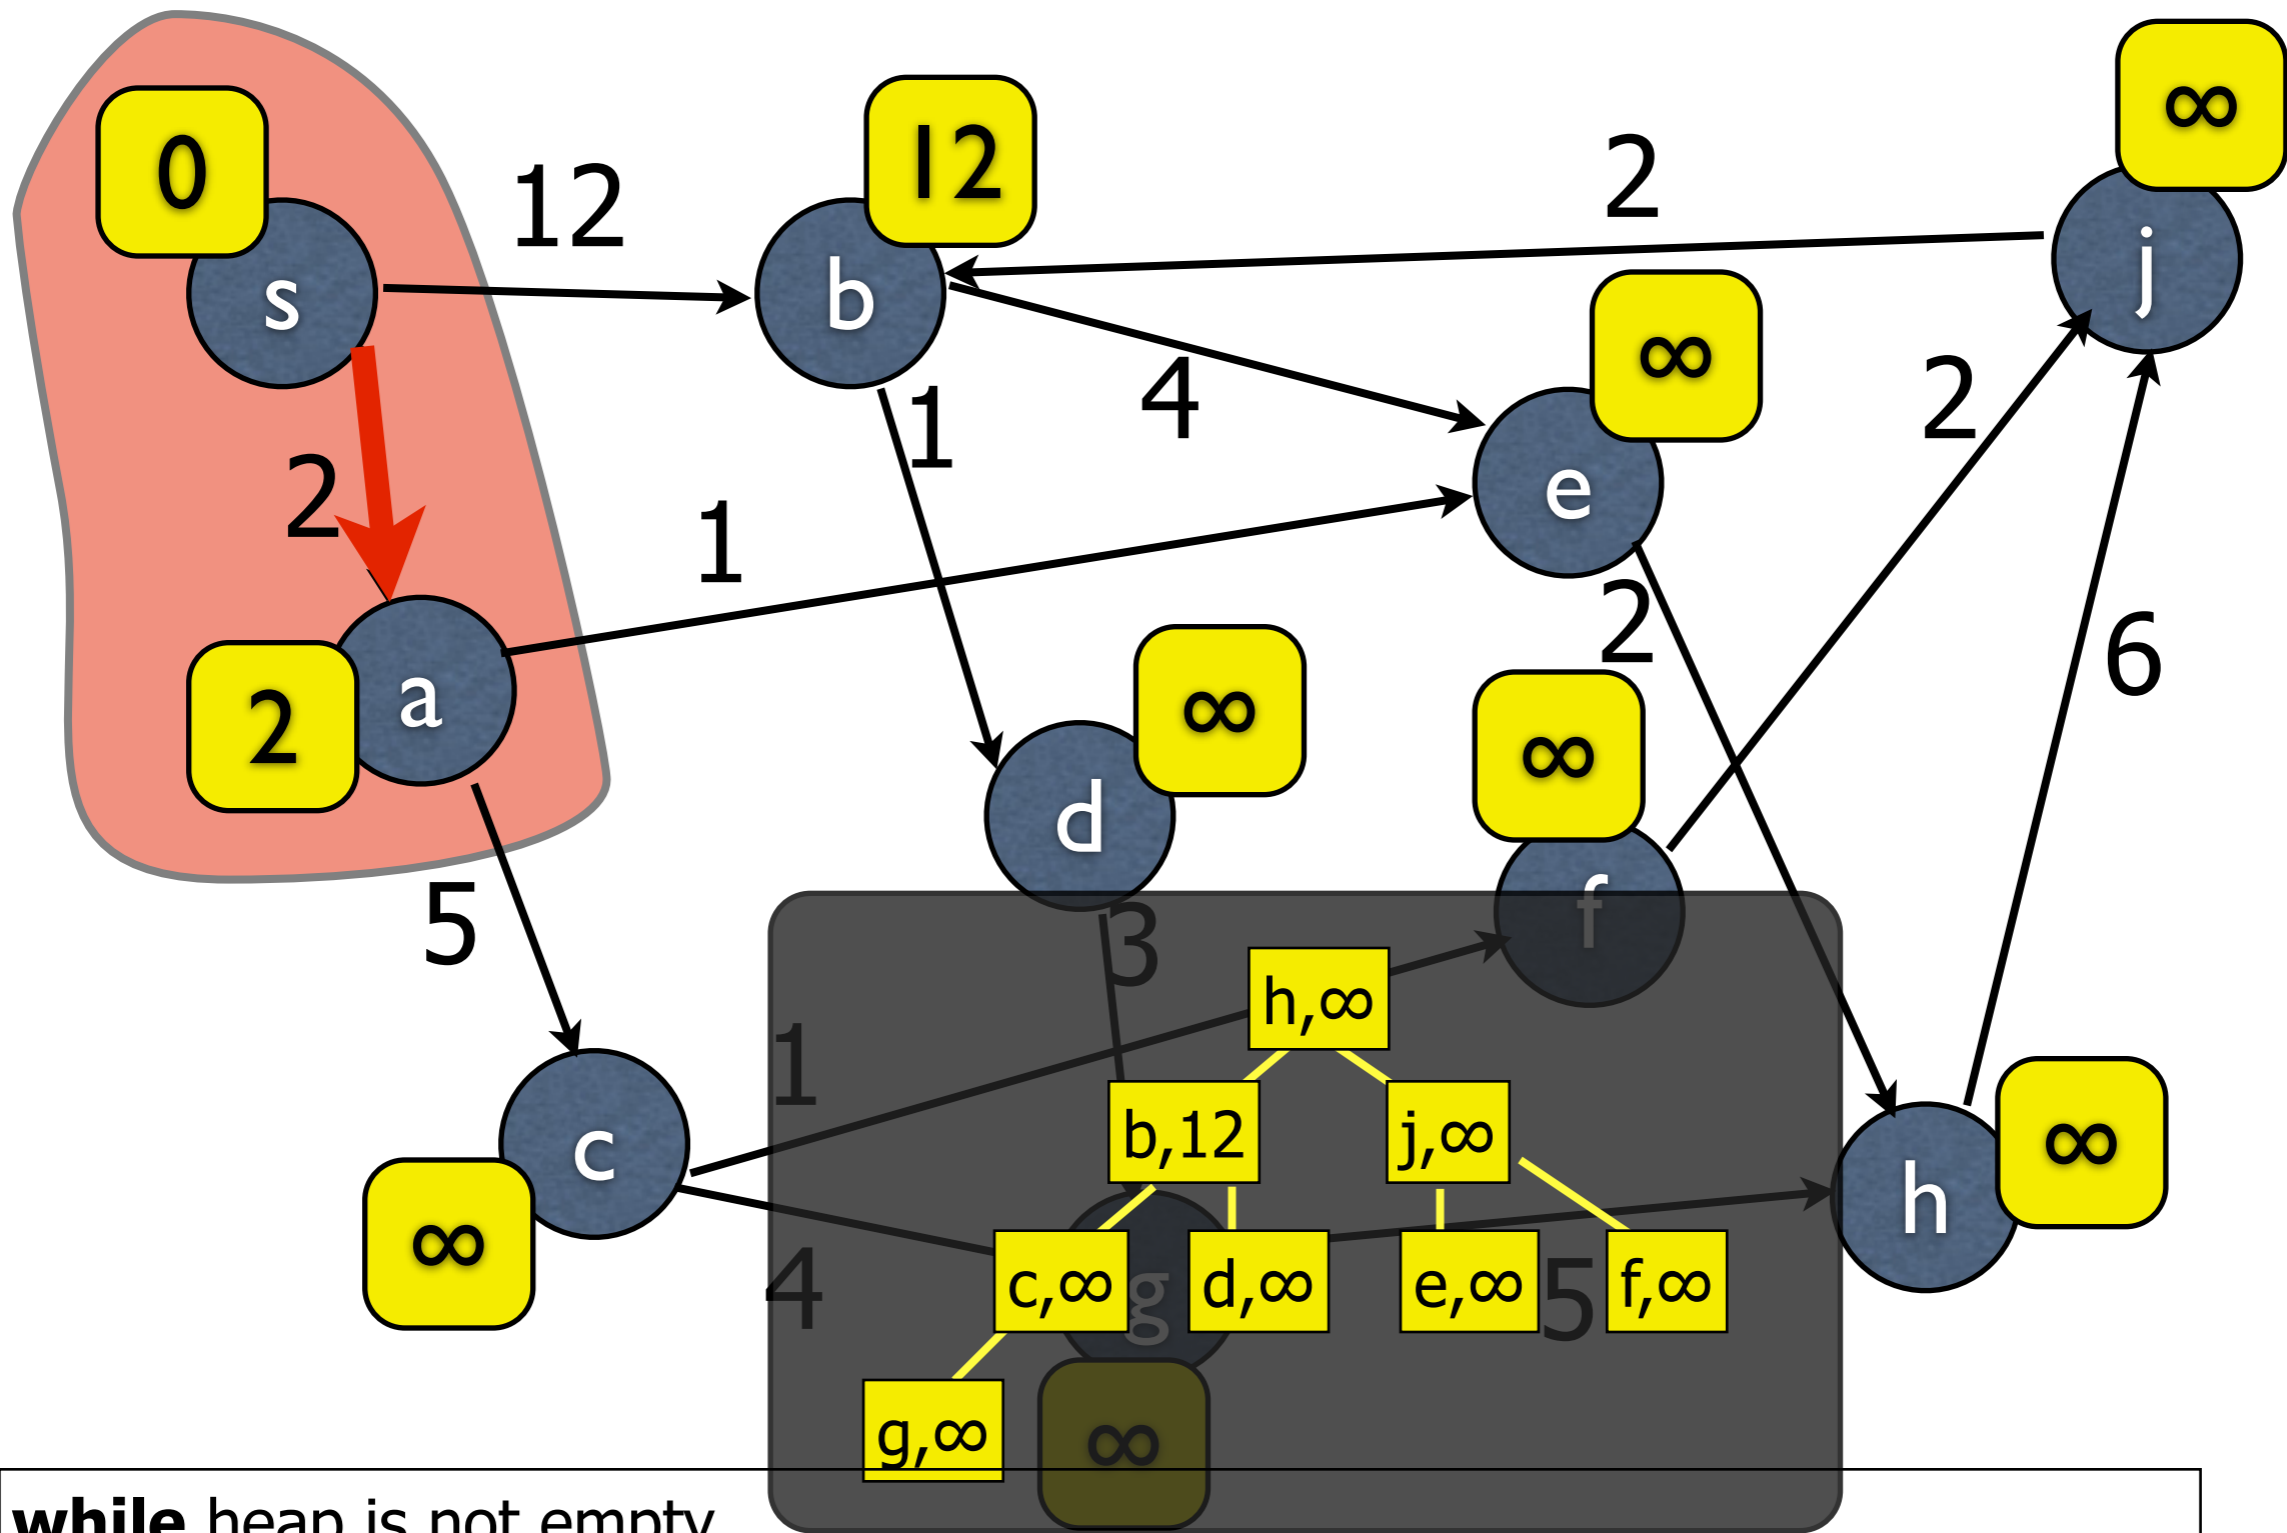 ∞
0
12
12
2
s
b
j
∞
4
2
1
e
2
1
6
2
∞
∞
2
a
d
f
5
3
h,∞
1
b,12
j,∞
∞
c
h
∞
4
c,∞
g
d,∞
e,∞
5
f,∞
g,∞
∞
while heap is not empty